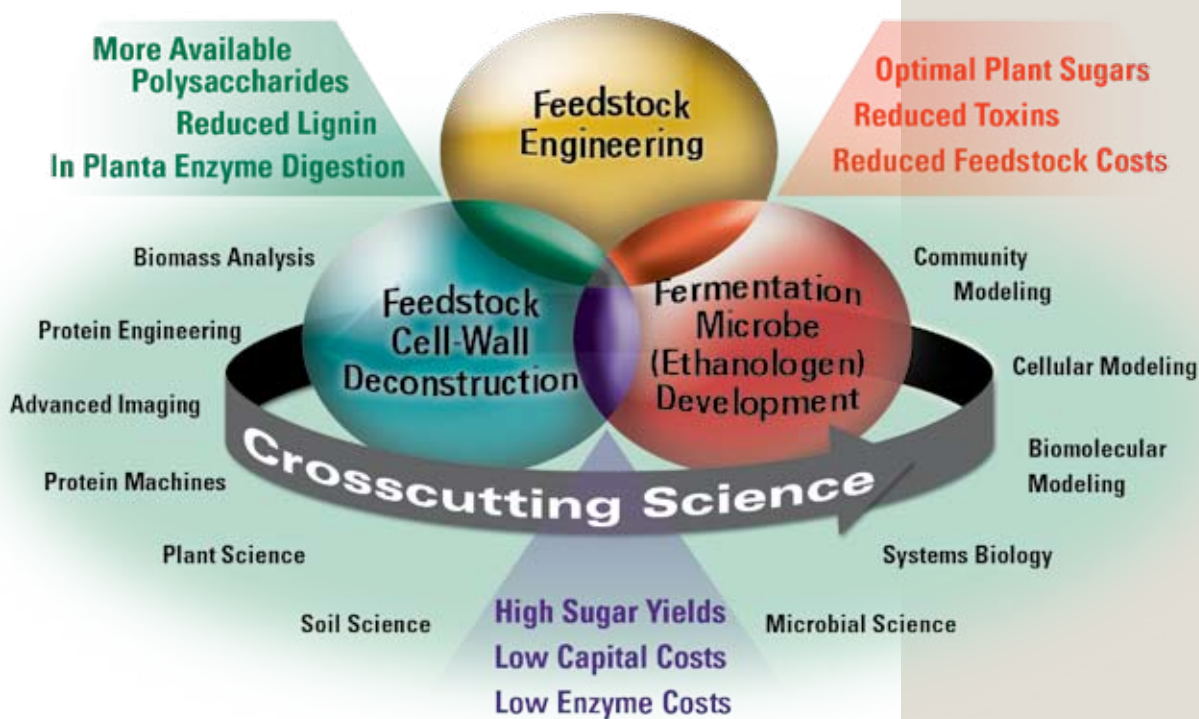 More Available
Polysaccharides
Reduced Lignin
In Planta Enzyme Digestion
Feedstock
Engineering
Optimal Plant Sugars
Reduced Toxins
Reduced Feedstock Costs
Biomass Analysis
Protein Engineering
Advanced Imaging
Protein Machines
Plant Science
Soil Science
Feedstock
Cell-Wall
Deconstruction
Fermentation
Microbe
(Ethanologen)
Development
Community
Modeling
Cellular Modeling
Biomolecular
Modeling
Systems Biology
Microbial Science
Crosscutting Science
High Sugar Yields
Low Capital Costs
Low Enzyme Costs